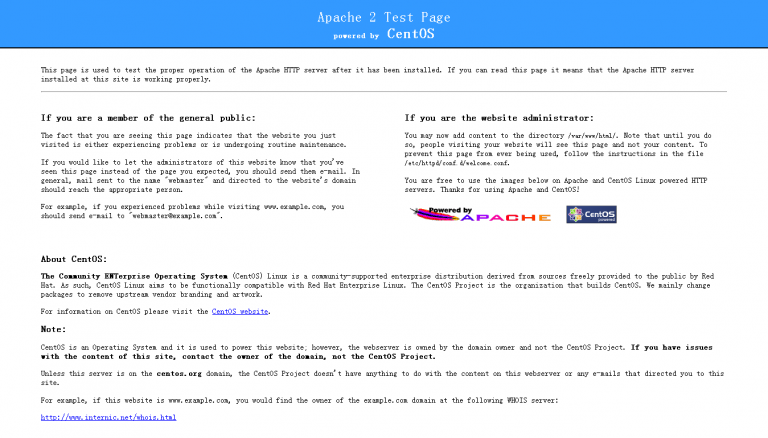 Apache 2 Test Page
powered by CentOS
This page is used to test the proper operation of the Apache HTTP server after it has been installed. If you can read this page it means that the Apache HTTP server
installed at this site is working properly.
If you are a member of the general public:
The fact that you are seeing this page indicates that the website you just
visited is either experiencing problems or is undergoing routine maintenance.
If you would like to let the administrators of this website know that you've
seen this page instead of the page you expected, you should send them e-mail. In
general, mail sent to the name "webmaster" and directed to the website's domain
should reach the appropriate person.
For example, if you experienced problems while visiting www.example.com, you
should send e-mail to "webmaster@example.com".
If you are the website administrator:
You may now add content to the directory /var/www/html/. Note that until you do
so, people visiting your website will see this page and not your content. To
prevent this page from ever being used, follow the instructions in the file
/etc/httpd/conf.d/welcome.conf.
You are free to use the images below on Apache and CentOS Linux powered HTTP
servers. Thanks for using Apache and CentOS!
Powered by
APACHE
CentOS
powered
About CentOS:
The Community ENTerprise Operating System (CentOS) Linux is a community-supported enterprise distribution derived from sources freely provided to the public by Red
Hat. As such, CentOS Linux aims to be functionally compatible with Red Hat Enterprise Linux. The CentOS Project is the organization that builds CentOS. We mainly change
packages to remove upstream vendor branding and artwork.
For information on CentOS please visit the CentOS website.
Note:
CentOS is an Operating System and it is used to power this website; however, the webserver is owned by the domain owner and not the CentOS Project. If you have issues
with the content of this site, contact the owner of the domain, not the CentOS Project.
Unless this server is on the centos.org domain, the CentOS Project doesn't have anything to do with the content on this webserver or any e-mails that directed you to this
site.
For example, if this website is www.example.com, you would find the owner of the example.com domain at the following WHOIS server:
http://www.internic.net/whois.html